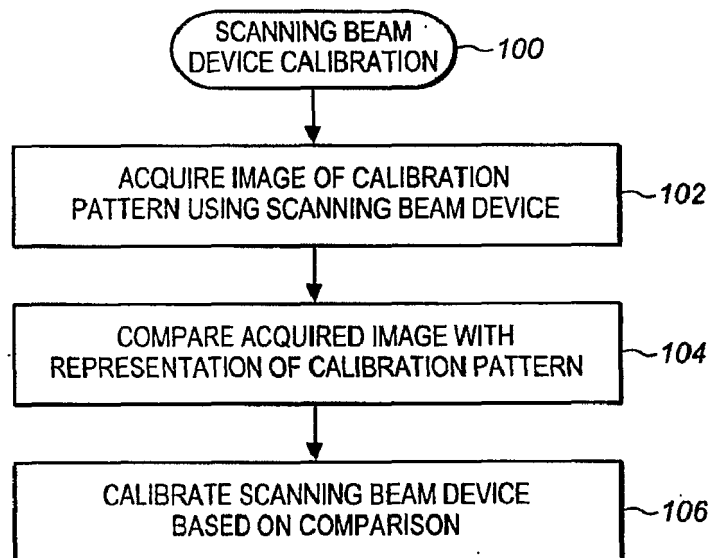 SCANNING BEAM
DEVICE CALIBRATION
100
ACQUIRE IMAGE OF CALIBRATION
PATTERN USING SCANNING BEAM DEVICE
102
COMPARE ACQUIRED IMAGE WITH
REPRESENTATION OF CALIBRATION PATTERN
104
CALIBRATE SCANNING BEAM DEVICE
BASED ON COMPARISON
106